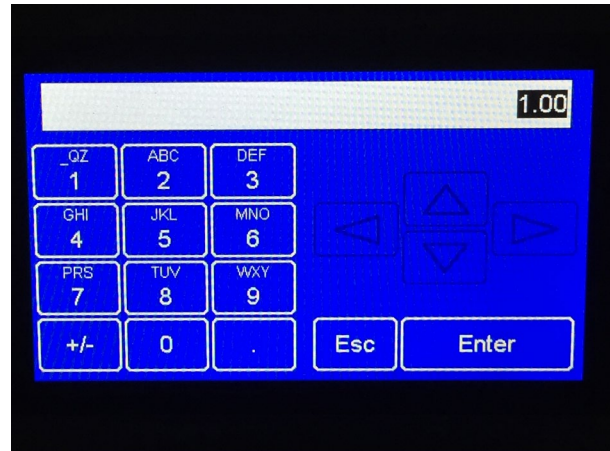 1.00
_QZ ABC DEF
1 2 3
GHI JKL MNO
4 5 6
PRS TUV WXY
7 8 9
+/- 0 . Esc Enter